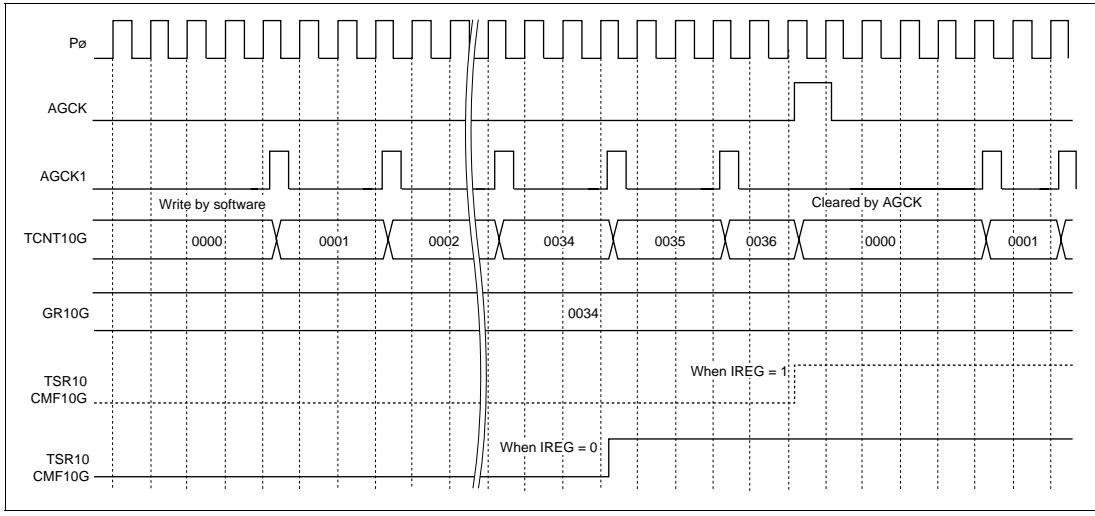 Pø
AGCK
AGCK1
Write by software
Cleared by AGCK
TCNT10G
0000
0001
0002
0034
0035
0036
0000
0001
GR10G
0034
TSR10
CMF10G
When IREG = 1
TSR10
CMF10G
When IREG = 0